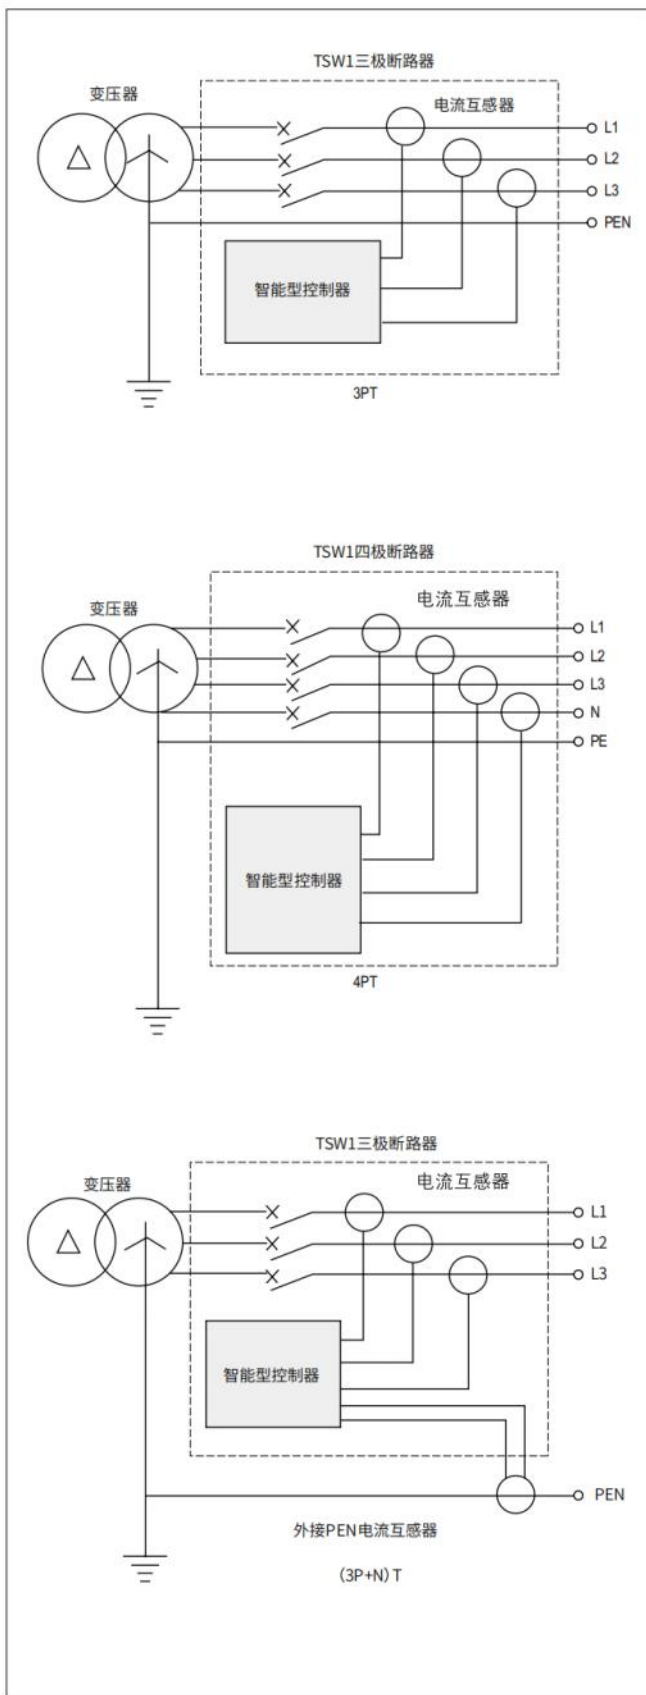 TSW1三极断路器
变压器
电流互感器
L1
L2
L3
PEN
智能型控制器
3PT
TSW1四极断路器
变压器
电流互感器
L1
L2
L3
N
PE
智能型控制器
4PT
TSW1三极断路器
变压器
电流互感器
L1
L2
L3
智能型控制器
PEN
外接PEN电流互感器
(3P+N)T